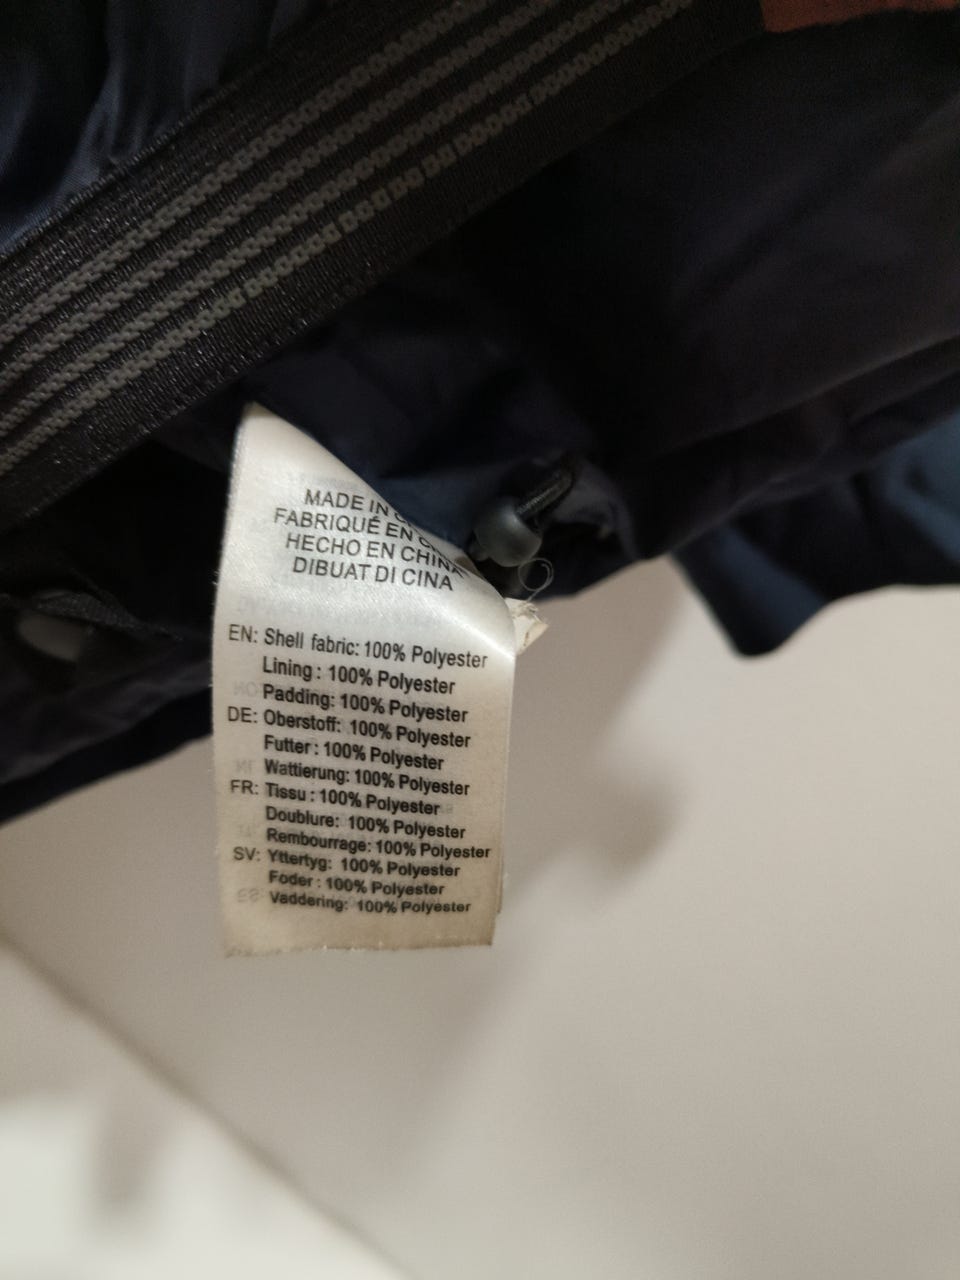 MADE IN
FABRIQUÉ EN
HECHO EN CHINA
DIBUAT DI CINA
EN: Shell fabric: 100% Polyester
Lining : 100% Polyester
Padding: 100% Polyester
DE: Oberstoff: 100% Polyester
Futter : 100% Polyester
Wattierung: 100% Polyester
FR: Tissu : 100% Polyester
Doublure: 100% Polyester
Rembourrage: 100% Polyester
SV: Yttertyg: 100% Polyester
Foder : 100% Polyester
Vaddering: 100% Polyester